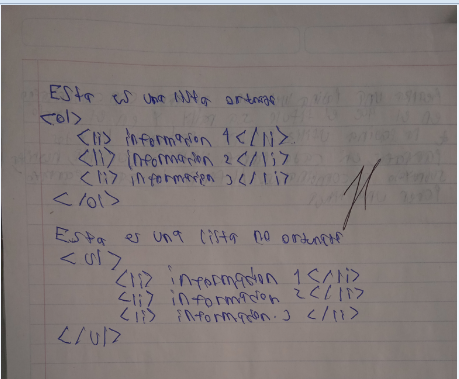 Esta es una lista ordenada
<ol>
<li> informacion 1 </li>
<li> informacion 2 </li>
<li> informacion 3 </li>
</ol>
Esta es una lista no ordenada
<ul>
<li> informacion 1 </li>
<li> informacion 2 </li>
<li> informacion. 3 </li>
</ul>